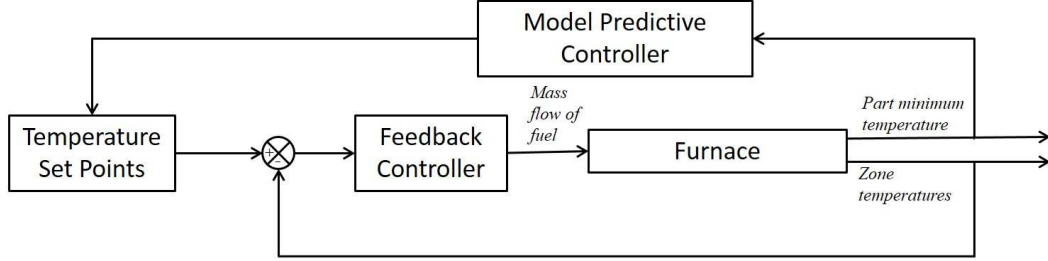 Model Predictive
Controller
Mass
flow of
fuel
Part minimum
temperature
Temperature
Set Points
+
-
Feedback
Controller
Furnace
Zone
temperatures